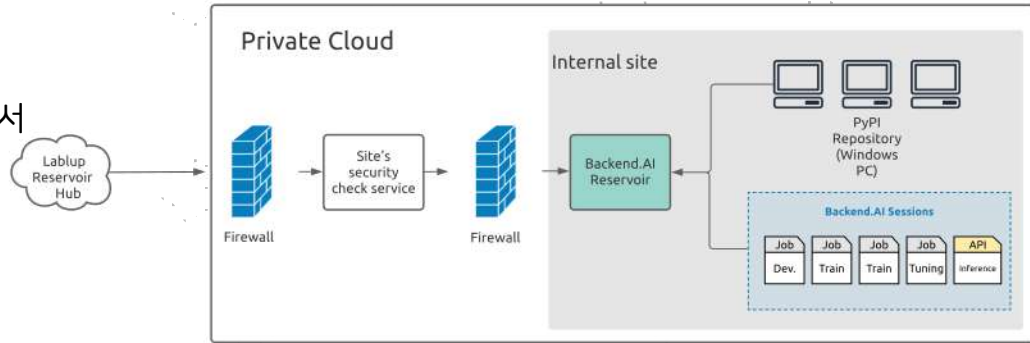 Private Cloud
서
Lablup
Reservoir
Hub
Firewall
Site's
security
check service
Firewall
Internal site
Backend.AI
Reservoir
PyPI
Repository
(Windows
PC)
Backend.AI Sessions
Job
Dev.
Job
Train
Job
Train
Job
Tuning
API
Inference